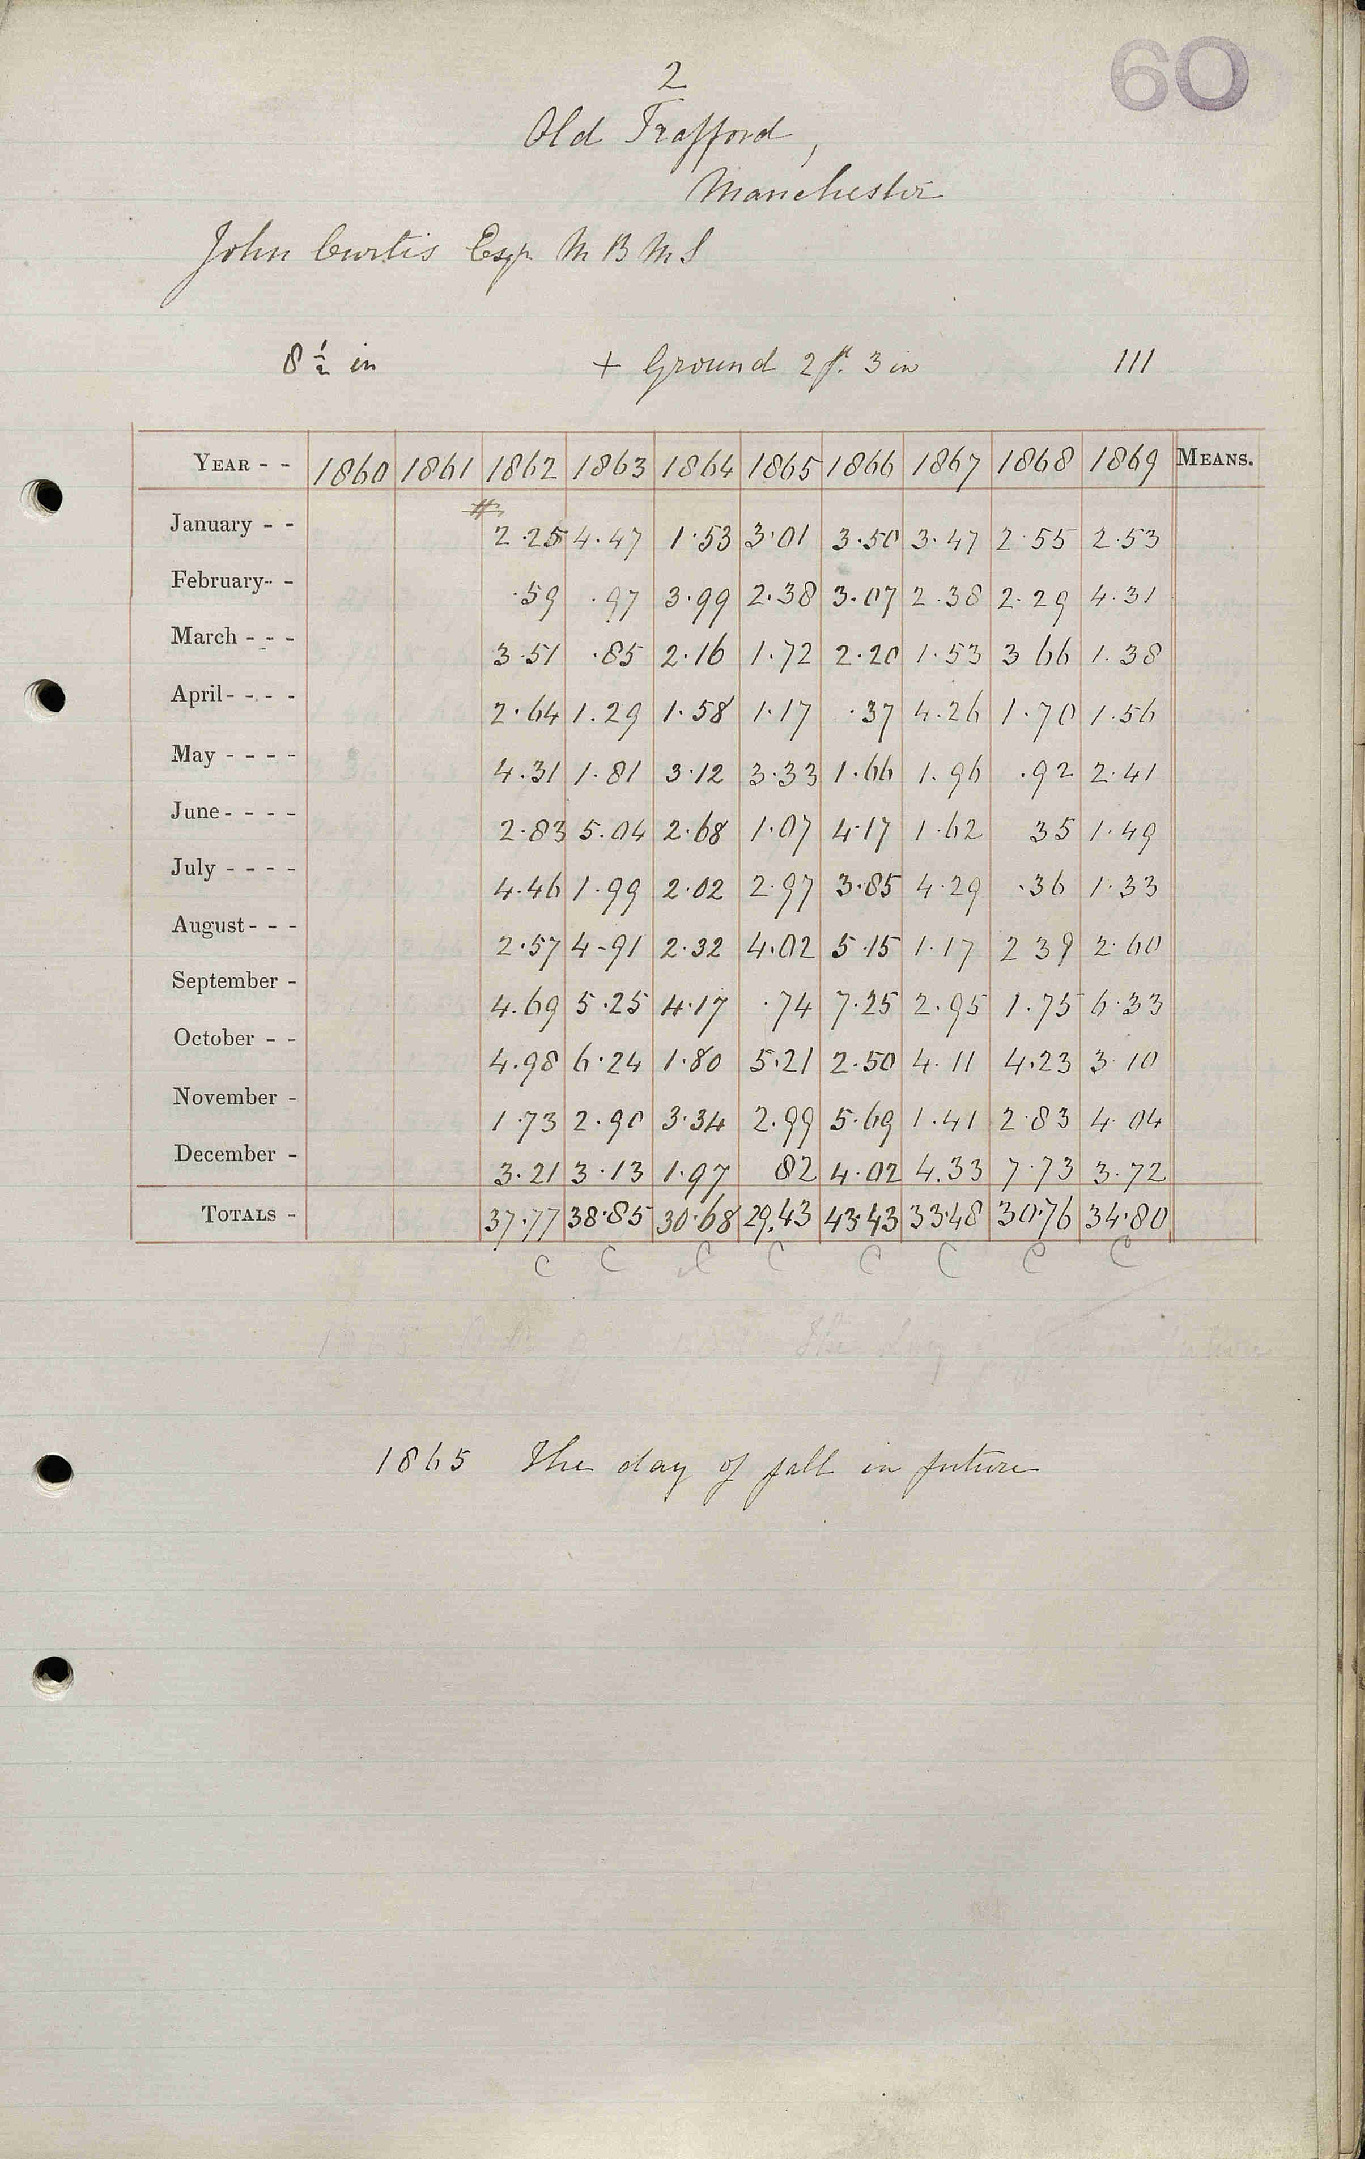 60
2
Old Trafford,
Manchester
John Curtis Esqr M B M S
8 1/2 in + Ground 2 ft. 3 in 111
YEAR - - 1860 1861 1862 1863 1864 1865 1866 1867 1868 1869 MEANS.
#
January - - 2.25 4.47 1.53 3.01 3.50 3.47 2.55 2.53
February - - .59 .97 3.99 2.38 3.07 2.38 2.29 4.31
March - - - 3.51 .85 2.16 1.72 2.20 1.53 3 66 1.38
April - - - - 2.64 1.29 1.58 1.17 .37 4.26 1.70 1.56
May - - - - 4.31 1.81 3.12 3.33 1.66 1.96 .92 2.41
June - - - - 2.83 5.04 2.68 1.07 4.17 1.62 35 1.49
July - - - - 4.46 1.99 2.02 2.97 3.85 4.29 .36 1.33
August - - - 2.57 4.91 2.32 4.02 5.15 1.17 2 39 2.60
September - 4.69 5.25 4.17 .74 7.25 2.95 1.75 6.33
October - - 4.98 6.24 1.80 5.21 2.50 4.11 4.23 3.10
November - 1.73 2.90 3.34 2.99 5.69 1.41 2.83 4.04
December - 3.21 3.13 1.97 82 4.02 4.33 7.73 3.72
TOTALS - 37.77 38.85 30.68 29.43 43.43 33.48 30.76 34.80
C C C C C C C C
1865 The day of fall in future